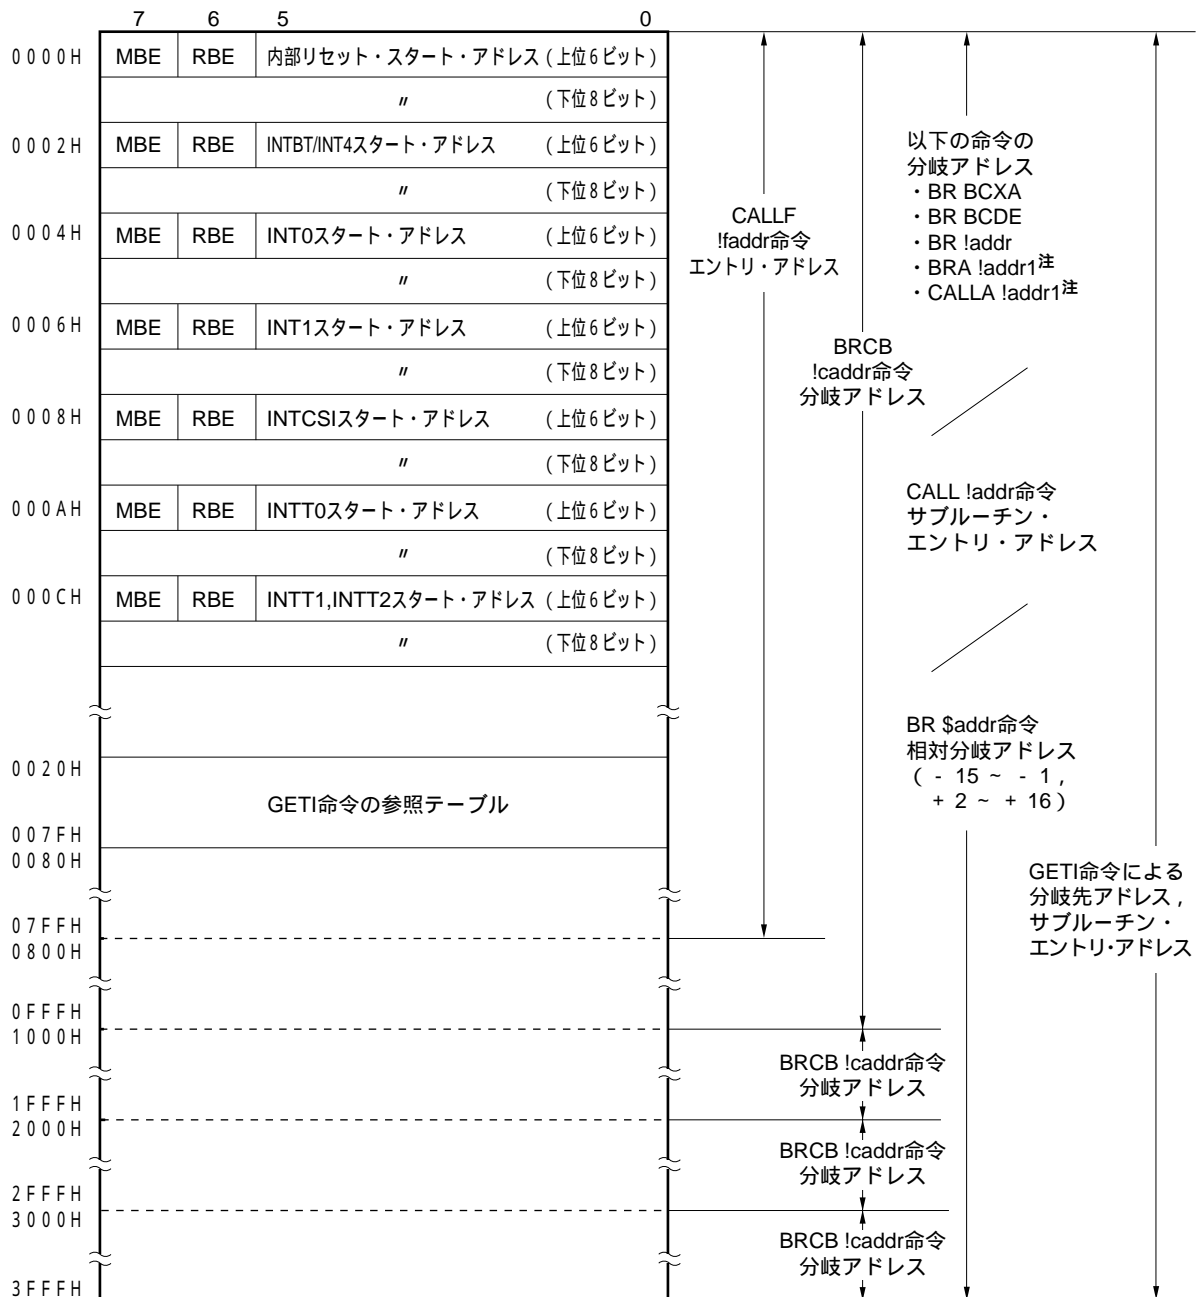 7 6 5 0
0000H MBE RBE 内部リセット・スタート・アドレス(上位6ビット)
〃 (下位8ビット)
0002H MBE RBE INTBT/INT4スタート・アドレス (上位6ビット)
〃 (下位8ビット)
0004H MBE RBE INT0スタート・アドレス (上位6ビット)
〃 (下位8ビット)
0006H MBE RBE INT1スタート・アドレス (上位6ビット)
〃 (下位8ビット)
0008H MBE RBE INTCSIスタート・アドレス (上位6ビット)
〃 (下位8ビット)
000AH MBE RBE INTT0スタート・アドレス (上位6ビット)
〃 (下位8ビット)
000CH MBE RBE INTT1,INTT2スタート・アドレス (上位6ビット)
〃 (下位8ビット)
0020H
GETI命令の参照テーブル
007FH
0080H
07FFH
0800H
0FFFH
1000H
1FFFH
2000H
2FFFH
3000H
3FFFH
CALLF
!faddr命令
エントリ・アドレス
BRCB
!caddr命令
分岐アドレス
BRCB !caddr命令
分岐アドレス
BRCB !caddr命令
分岐アドレス
BRCB !caddr命令
分岐アドレス
以下の命令の
分岐アドレス
・BR BCXA
・BR BCDE
・BR !addr
・BRA !addr1注
・CALLA !addr1注
CALL !addr命令
サブルーチン・
エントリ・アドレス
BR $addr命令
相対分岐アドレス
(-15~-1,
+2~+16)
GETI命令による
分岐先アドレス,
サブルーチン・
エントリ・アドレス